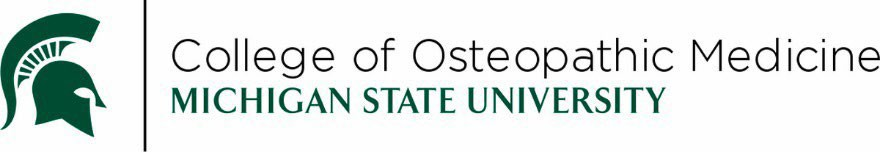 College of Osteopathic Medicine
MICHIGAN STATE UNIVERSITY